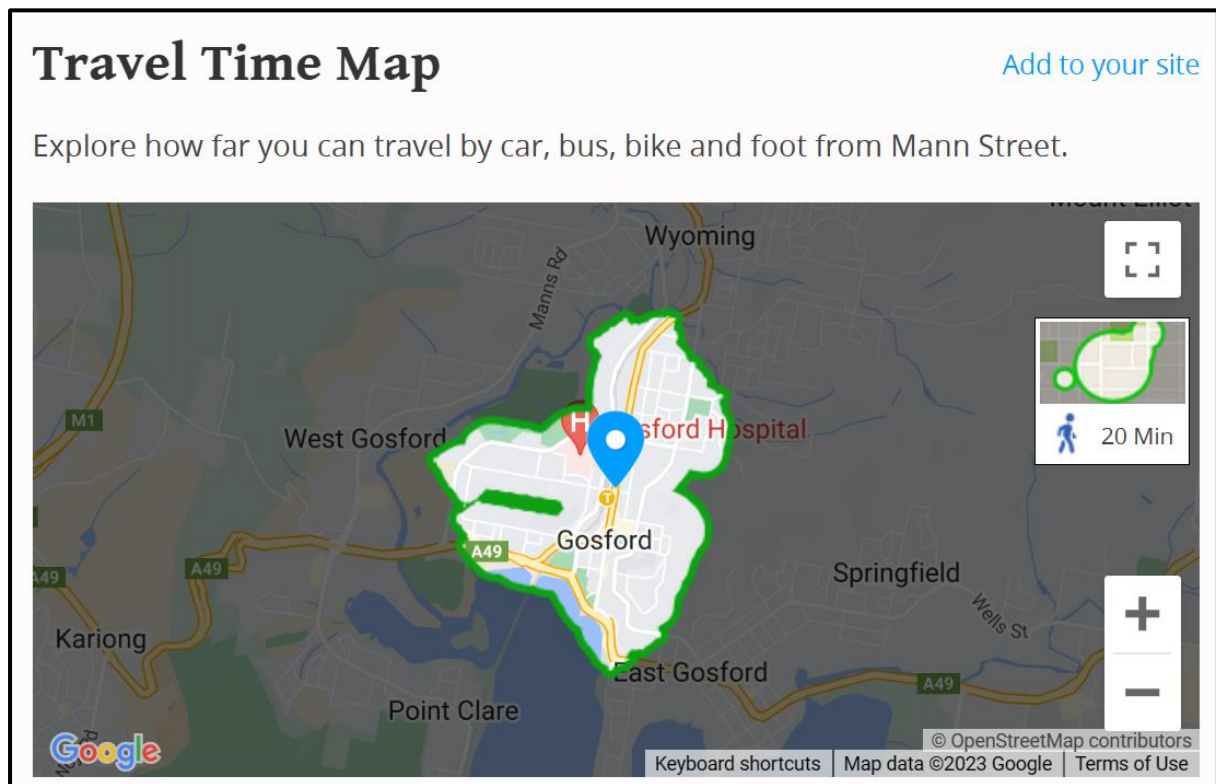 Travel Time Map
Add to your site
Explore how far you can travel by car, bus, bike and foot from Mann Street.
Wyoming
Manns Rd
M1
West Gosford
H
sford Hospital
20 Min
T
Gosford
A49
A49
A49
Springfield
Wells St
Kariong
East Gosford
A49
Point Clare
Google
© OpenStreetMap contributors
Keyboard shortcuts
Map data ©2023 Google
Terms of Use